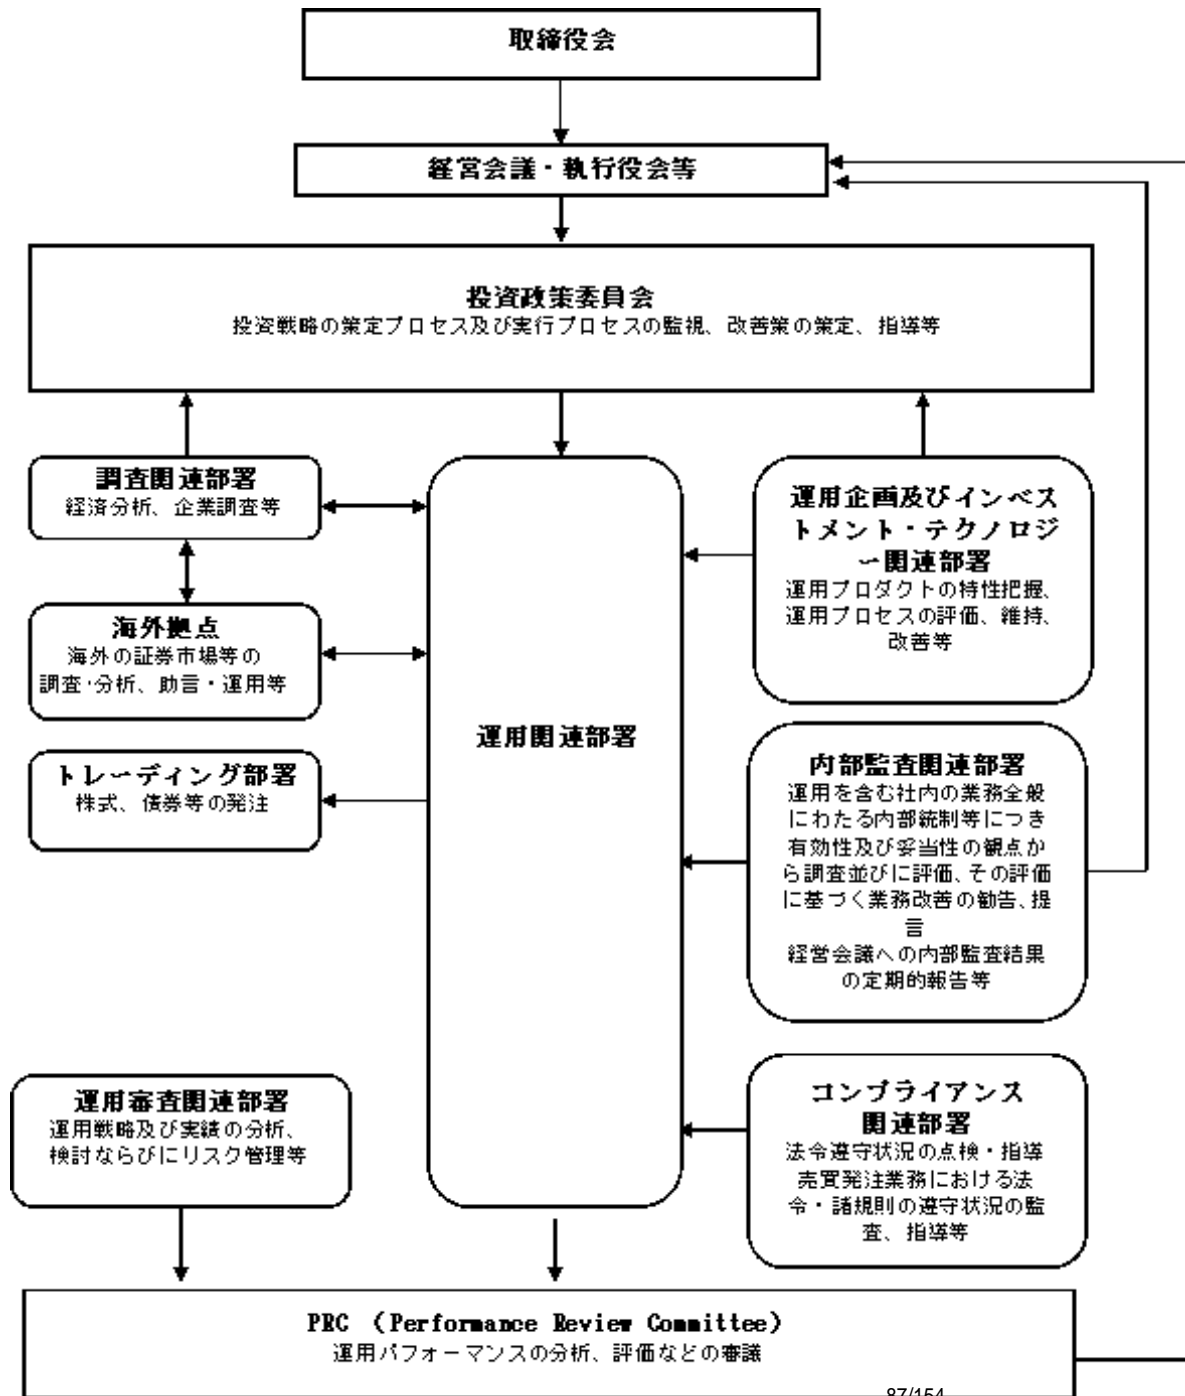 取締役会
経営会議・執行役会等
投資政策委員会
投資戦略の策定プロセス及び実行プロセスの監視、改善策の策定、指導等
調査関連部署
経済分析、企業調査等
海外拠点
海外の証券市場等の
調査・分析、助言・運用等
トレーディング部署
株式、債券等の発注
運用関連部署
運用企画及びインベス
トメント・テクノロジ
ー関連部署
運用プロダクトの特性把握、
運用プロセスの評価、維持、
改善等
内部監査関連部署
運用を含む社内の業務全般
にわたる内部統制等につき
有効性及び妥当性の観点か
ら調査並びに評価、その評価
に基づく業務改善の勧告、提
言
経営会議への内部監査結果
の定期的報告等
運用審査関連部署
運用戦略及び実績の分析、
検討ならびにリスク管理等
コンプライアンス
関連部署
法令遵守状況の点検・指導
売買発注業務における法
令・諸規則の遵守状況の監
査、指導等
PRC （Performance Review Committee）
運用パフォーマンスの分析、評価などの審議
87/154